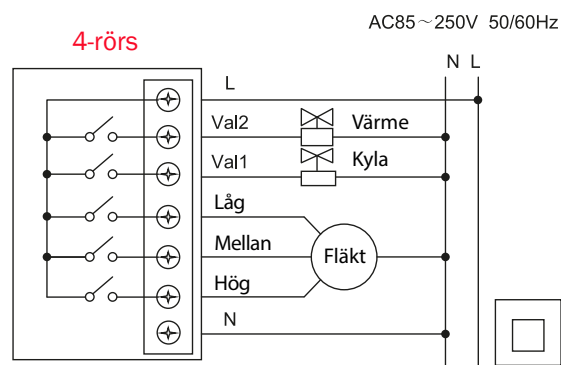 AC85～250V 50/60Hz
4-rörs
N L
L
Val2 Värme
Val1 Kyla
Låg
Mellan
Fläkt
Hög
N